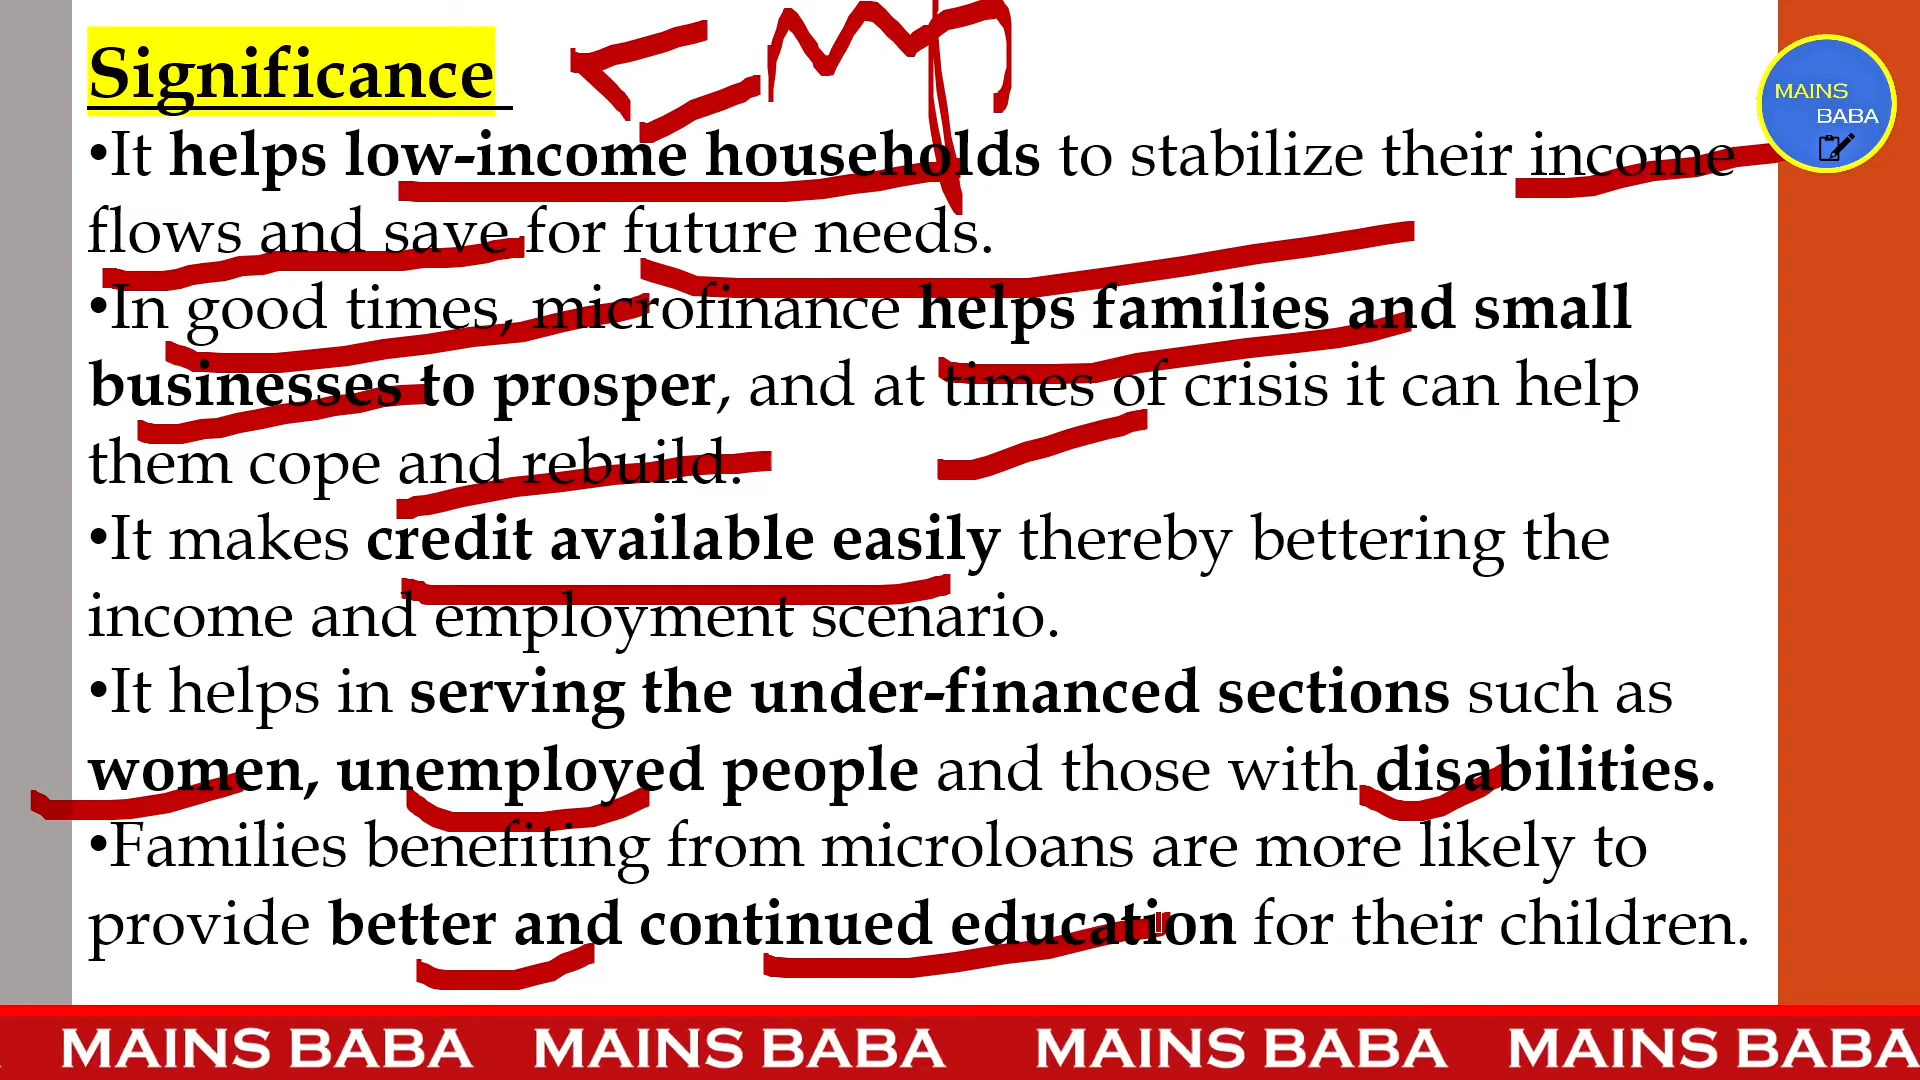 Significance
MAINS
BABA
•It helps low-income households to stabilize their income
flows and save for future needs.
•In good times, microfinance helps families and small
businesses to prosper, and at times of crisis it can help
them cope and rebuild.
•It makes credit available easily thereby bettering the
income and employment scenario.
•It helps in serving the under-financed sections such as
women, unemployed people and those with disabilities.
•Families benefiting from microloans are more likely to
provide better and continued education for their children.
MAINS BABA MAINS BABA MAINS BABA MAINS BABA